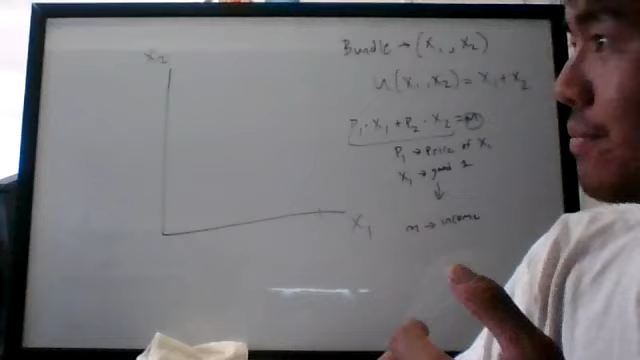 x2
Bundle → (x1, x2)
u(x1, x2) = x1 + x2
P1 · x1 + P2 · x2 = m
P1 → Price of x1
x1 → good 1
↓
x1
m → income